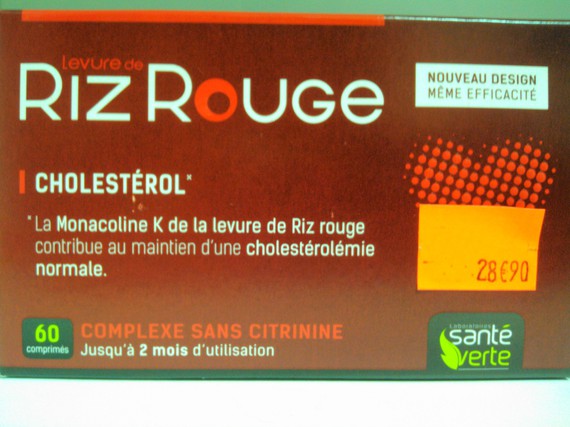 Levure de
Riz Rouge
NOUVEAU DESIGN
MÊME EFFICACITÉ
CHOLESTÉROL*
*La Monacoline K de la levure de Riz rouge
contribue au maintien d'une cholestérolémie
normale.
28€90
60
comprimés
COMPLEXE SANS CITRININE
Jusqu'à 2 mois d'utilisation
Laboratoires
santé
verte